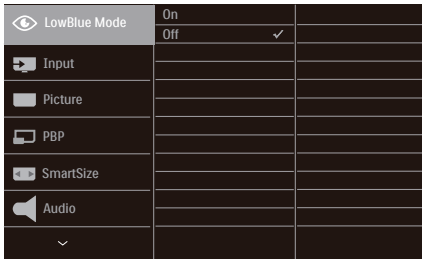 LowBlue Mode
On
Off
Input
Picture
PBP
SmartSize
Audio